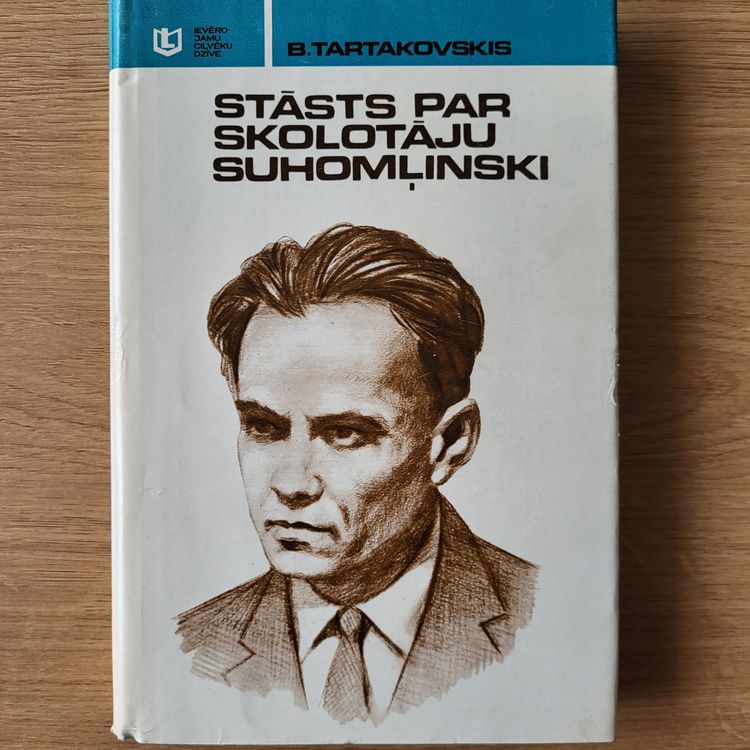 IEVĒRO-
JAMU
CILVĒKU
DZĪVE
B.TARTAKOVSKIS
STĀSTS PAR
SKOLOTĀJU
SUHOMĻINSKI